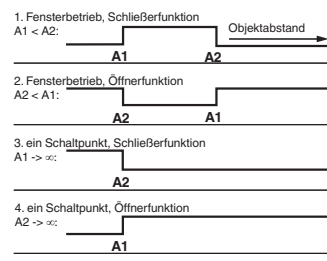 1. Fensterbetrieb, Schließerfunktion
A1 < A2:
Objektabstand
A1 A2
2. Fensterbetrieb, Öffnerfunktion
A2 < A1:
A2 A1
3. ein Schaltpunkt, Schließerfunktion
A1 -> ∞:
A2
4. ein Schaltpunkt, Öffnerfunktion
A2 -> ∞:
A1